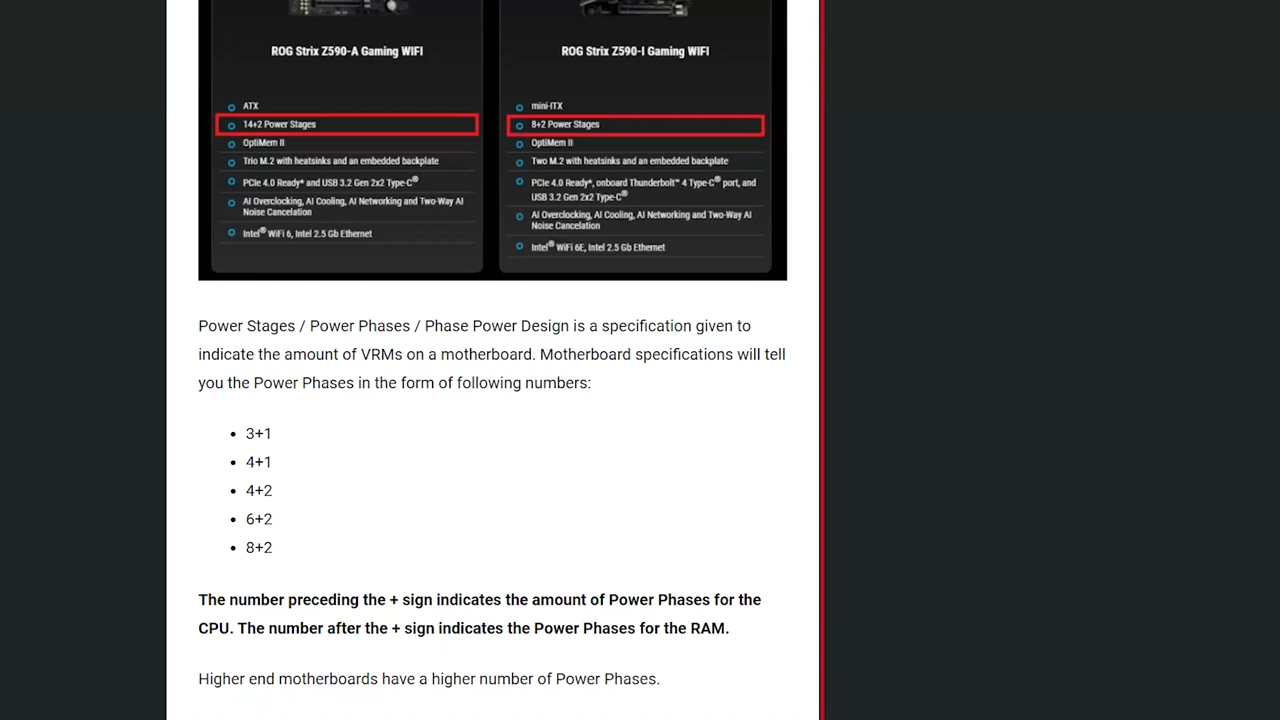 ROG Strix Z590-A Gaming WIFI
ATX
14+2 Power Stages
OptiMem II
Trio M.2 with heatsinks and an embedded backplate
PCIe 4.0 Ready* and USB 3.2 Gen 2x2 Type-C®
AI Overclocking, AI Cooling, AI Networking and Two-Way AI
Noise Cancelation
Intel® WiFi 6, Intel 2.5 Gb Ethernet
ROG Strix Z590-I Gaming WIFI
mini-ITX
8+2 Power Stages
OptiMem II
Two M.2 with heatsinks and an embedded backplate
PCIe 4.0 Ready*, onboard Thunderbolt™ 4 Type-C® port, and
USB 3.2 Gen 2x2 Type-C®
AI Overclocking, AI Cooling, AI Networking and Two-Way AI
Noise Cancelation
Intel® WiFi 6E, Intel 2.5 Gb Ethernet
Power Stages / Power Phases / Phase Power Design is a specification given to
indicate the amount of VRMs on a motherboard. Motherboard specifications will tell
you the Power Phases in the form of following numbers:
• 3+1
• 4+1
• 4+2
• 6+2
• 8+2
The number preceding the + sign indicates the amount of Power Phases for the
CPU. The number after the + sign indicates the Power Phases for the RAM.
Higher end motherboards have a higher number of Power Phases.